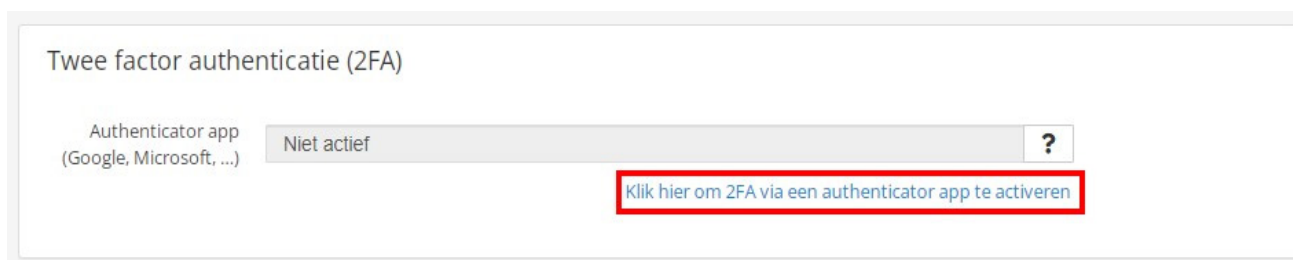 Twee factor authenticatie (2FA)
Authenticator app
(Google, Microsoft, ...)
Niet actief
?
Klik hier om 2FA via een authenticator app te activeren